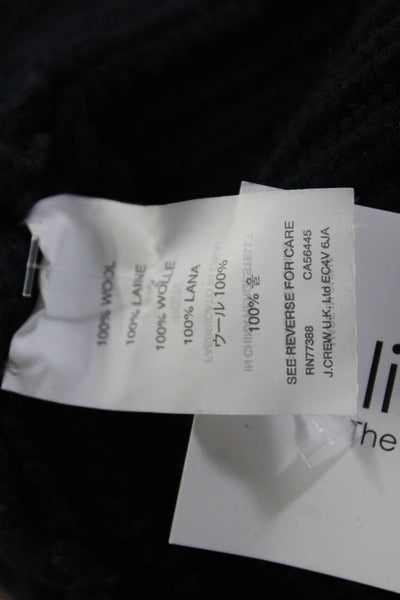 100% WOOL
100% LAINE
100% WOLLE
100% LANA
ウール 100%
100% 울
SEE REVERSE FOR CARE
RN77388 CA56445
J.CREW U.K. Ltd EC4V 6JA
li
The